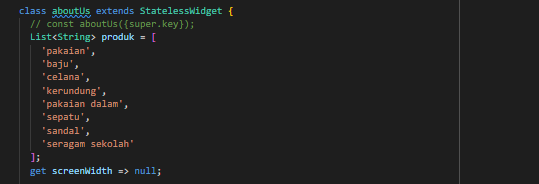 class aboutUs extends StatelessWidget {
// const aboutUs({super.key});
List<String> produk = [
'pakaian',
'baju',
'celana',
'kerundung',
'pakaian dalam',
'sepatu',
'sandal',
'seragam sekolah'
];
get screenWidth => null;